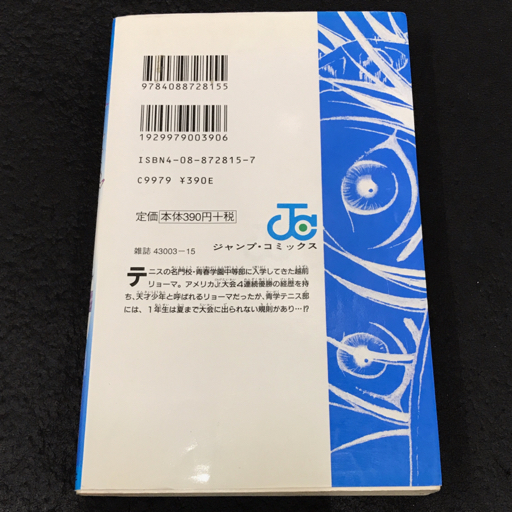 9784088728155
1929979003906
ISBN4-08-872815-7
C9979 ¥390E
定価 本体390円+税
雑誌 43003-15
ジャンプ・コミックス
テニスの名門校・青春学園中等部に入学してきた越前
リョーマ。アメリカJr.大会4連続優勝の経歴を持
ち、天才少年と呼ばれるリョーマだったが、青学テニス部
には、1年生は夏まで大会に出られない規則があり…!?